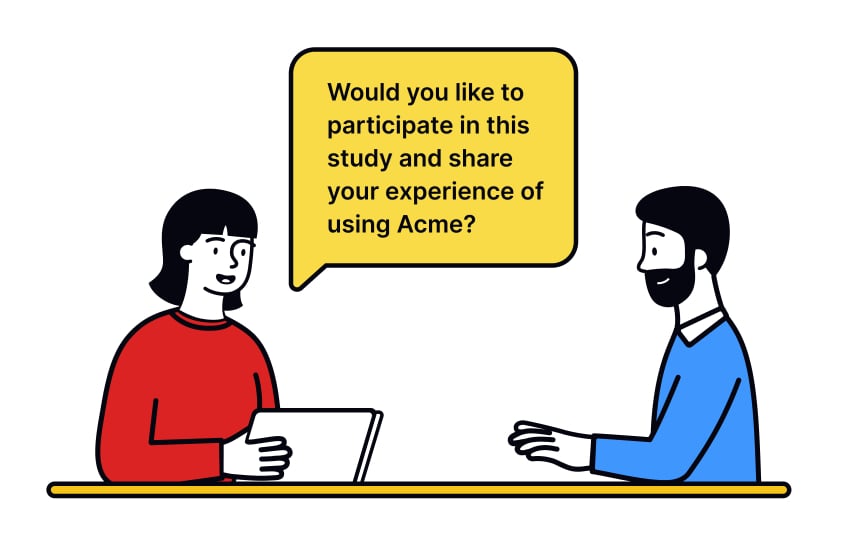 Would you like to
participate in this
study and share
your experience of
using Acme?